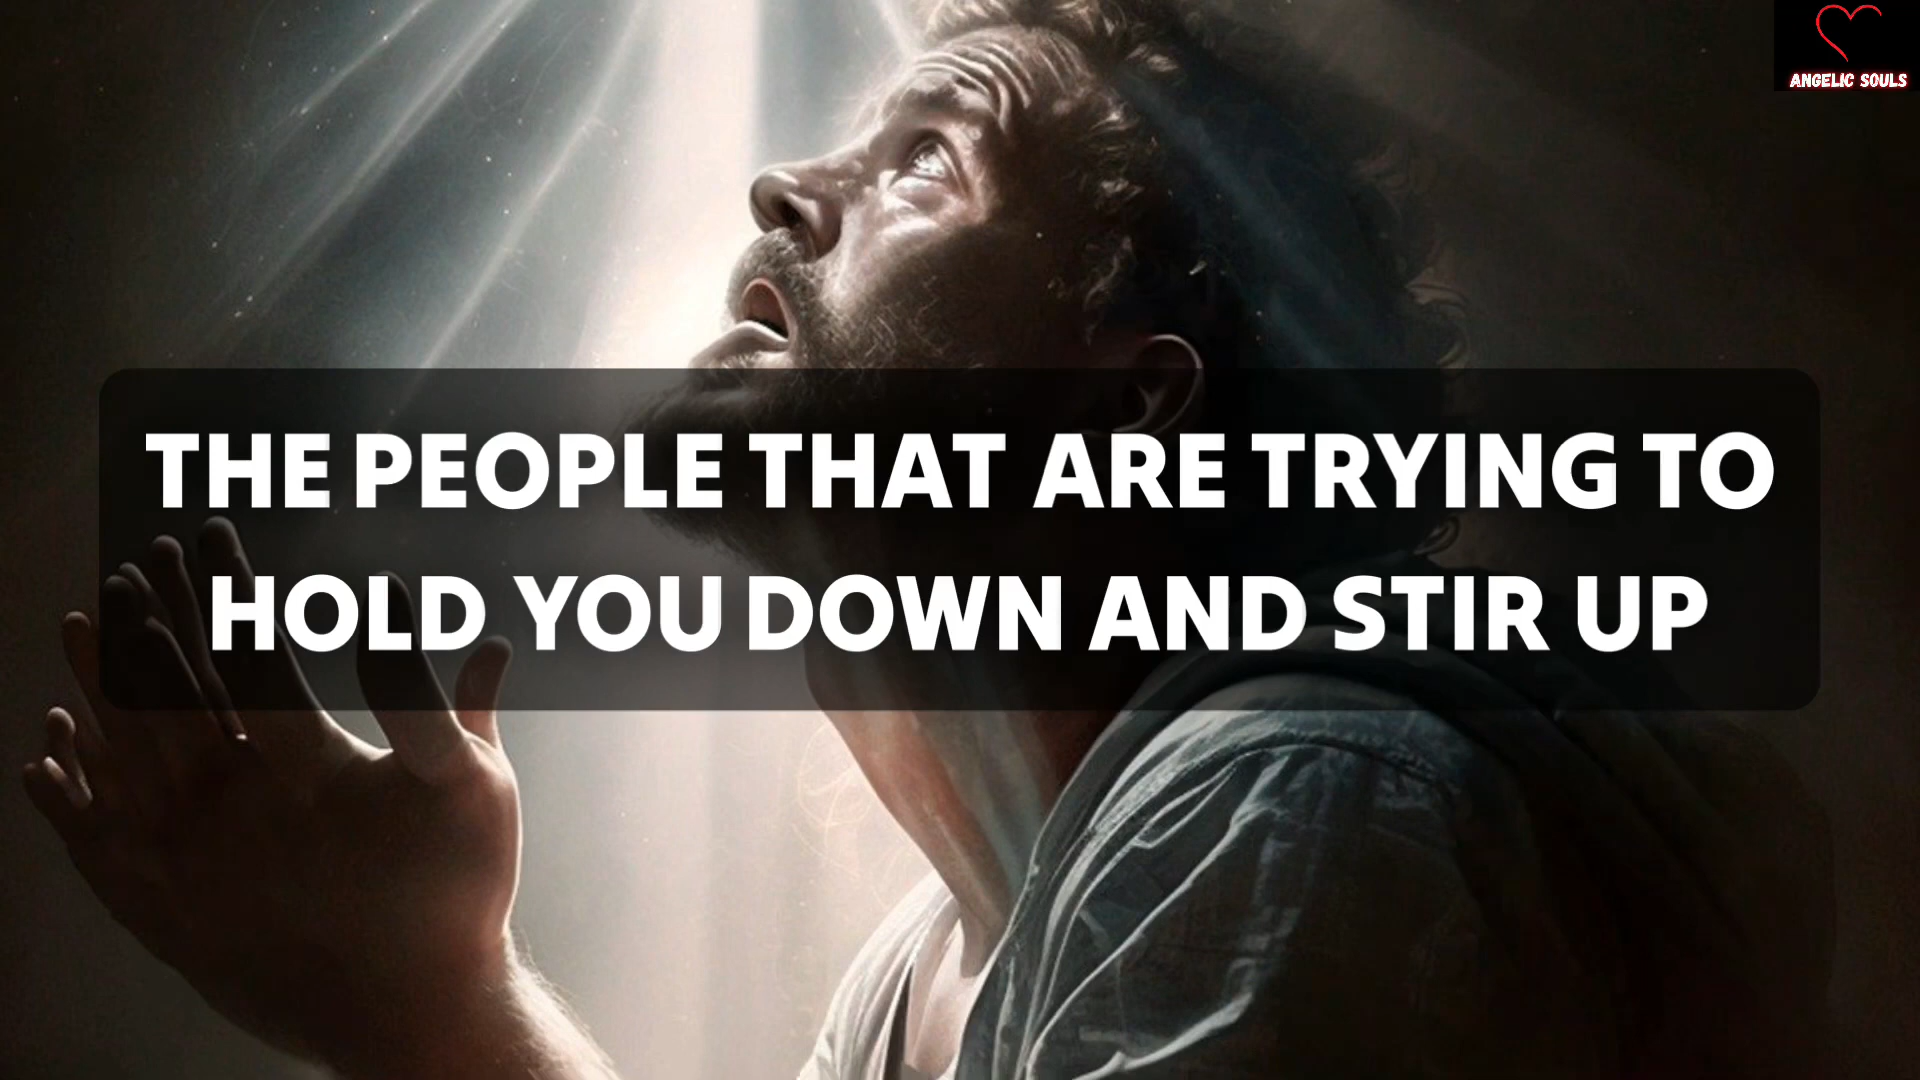 ANGELIC SOULS
THE PEOPLE THAT ARE TRYING TO
HOLD YOU DOWN AND STIR UP